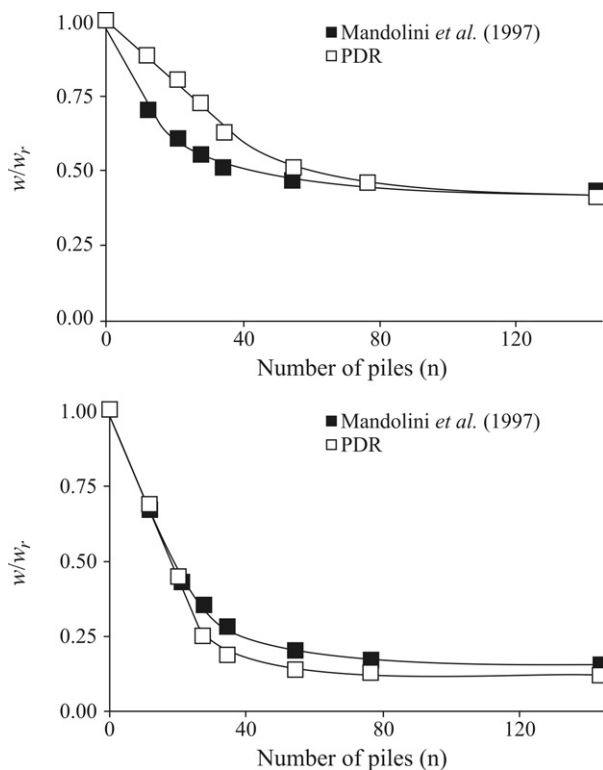 1.00
0.75
0.50
0.25
0.00
w/wr
Mandolini et al. (1997)
PDR
0
40
80
120
Number of piles (n)
1.00
0.75
0.50
0.25
0.00
w/wr
Mandolini et al. (1997)
PDR
0
40
80
120
Number of piles (n)